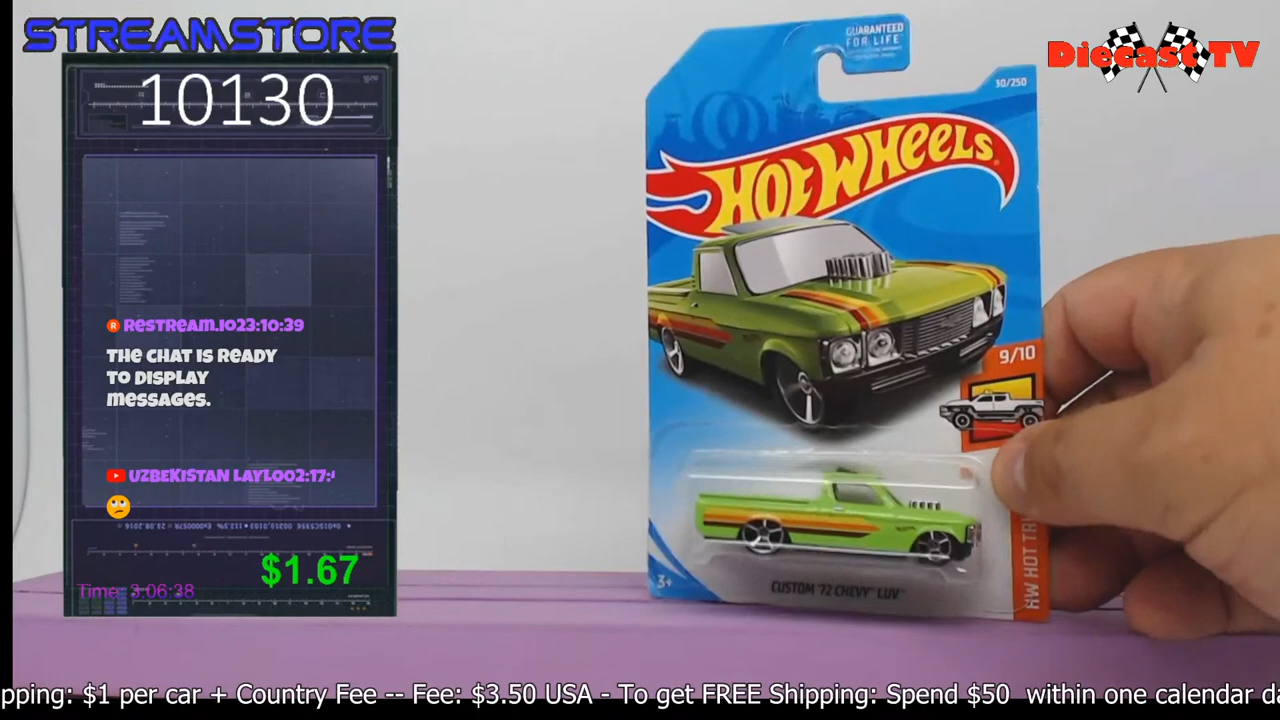 STREAMSTORE
10130
RESTREAM.IO23:10:39
THE CHAT IS READY
TO DISPLAY
MESSAGES.
UZBEKISTAN LAYLO02:17:
$1.67
Time: 3:06:38
GUARANTEED
FOR LIFE
30/250
HOT WHEELS
9/10
3+
CUSTOM '72 CHEVY LUV
HW HOT TR
Diecast TV
pping: $1 per car + Country Fee -- Fee: $3.50 USA - To get FREE Shipping: Spend $50 within one calendar da